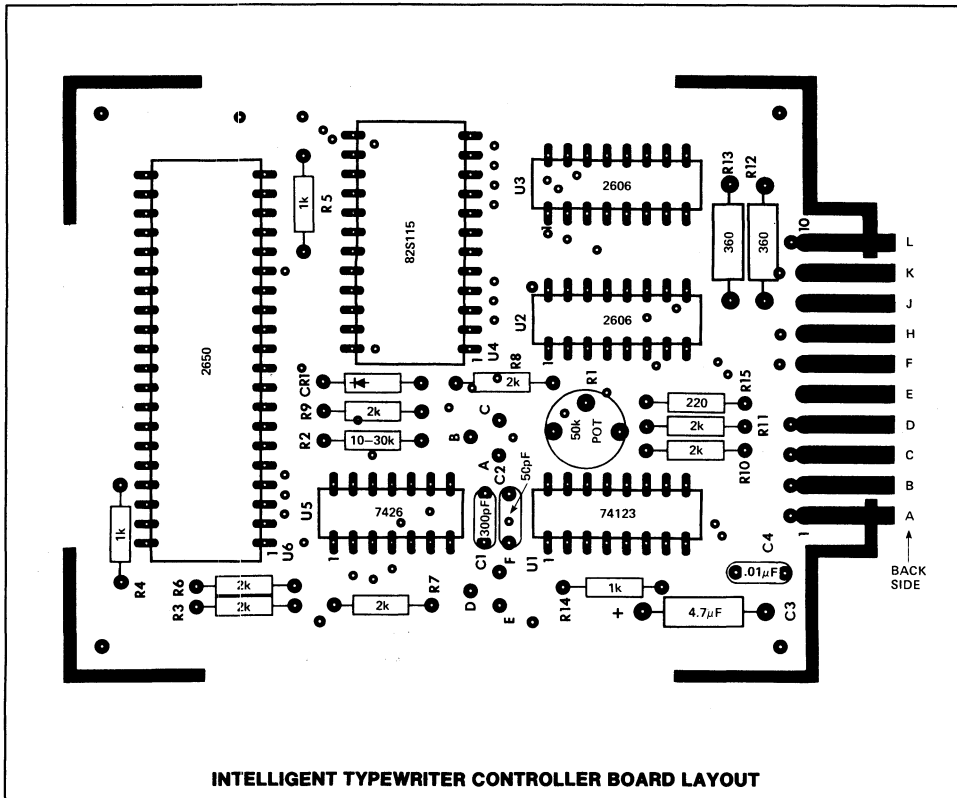 2650
1k
R5
82S115
U3
2606
R13
R12
360
360
10
L
K
J
H
F
E
D
C
B
A
1
BACK
SIDE
U2
2606
1
1
U4
R8
2k
CR1
R9
2k
R2
10–30k
C
B
A
C2
50pF
R1
50k
POT
R15
220
2k
R11
2k
R10
U5
7426
1
300pF
C1
F
U1
74123
1
1k
R4
1
U6
R6
2k
R3
2k
2k
R7
D
E
R14
1k
C4
.01µF
+
4.7µF
C3
INTELLIGENT TYPEWRITER CONTROLLER BOARD LAYOUT